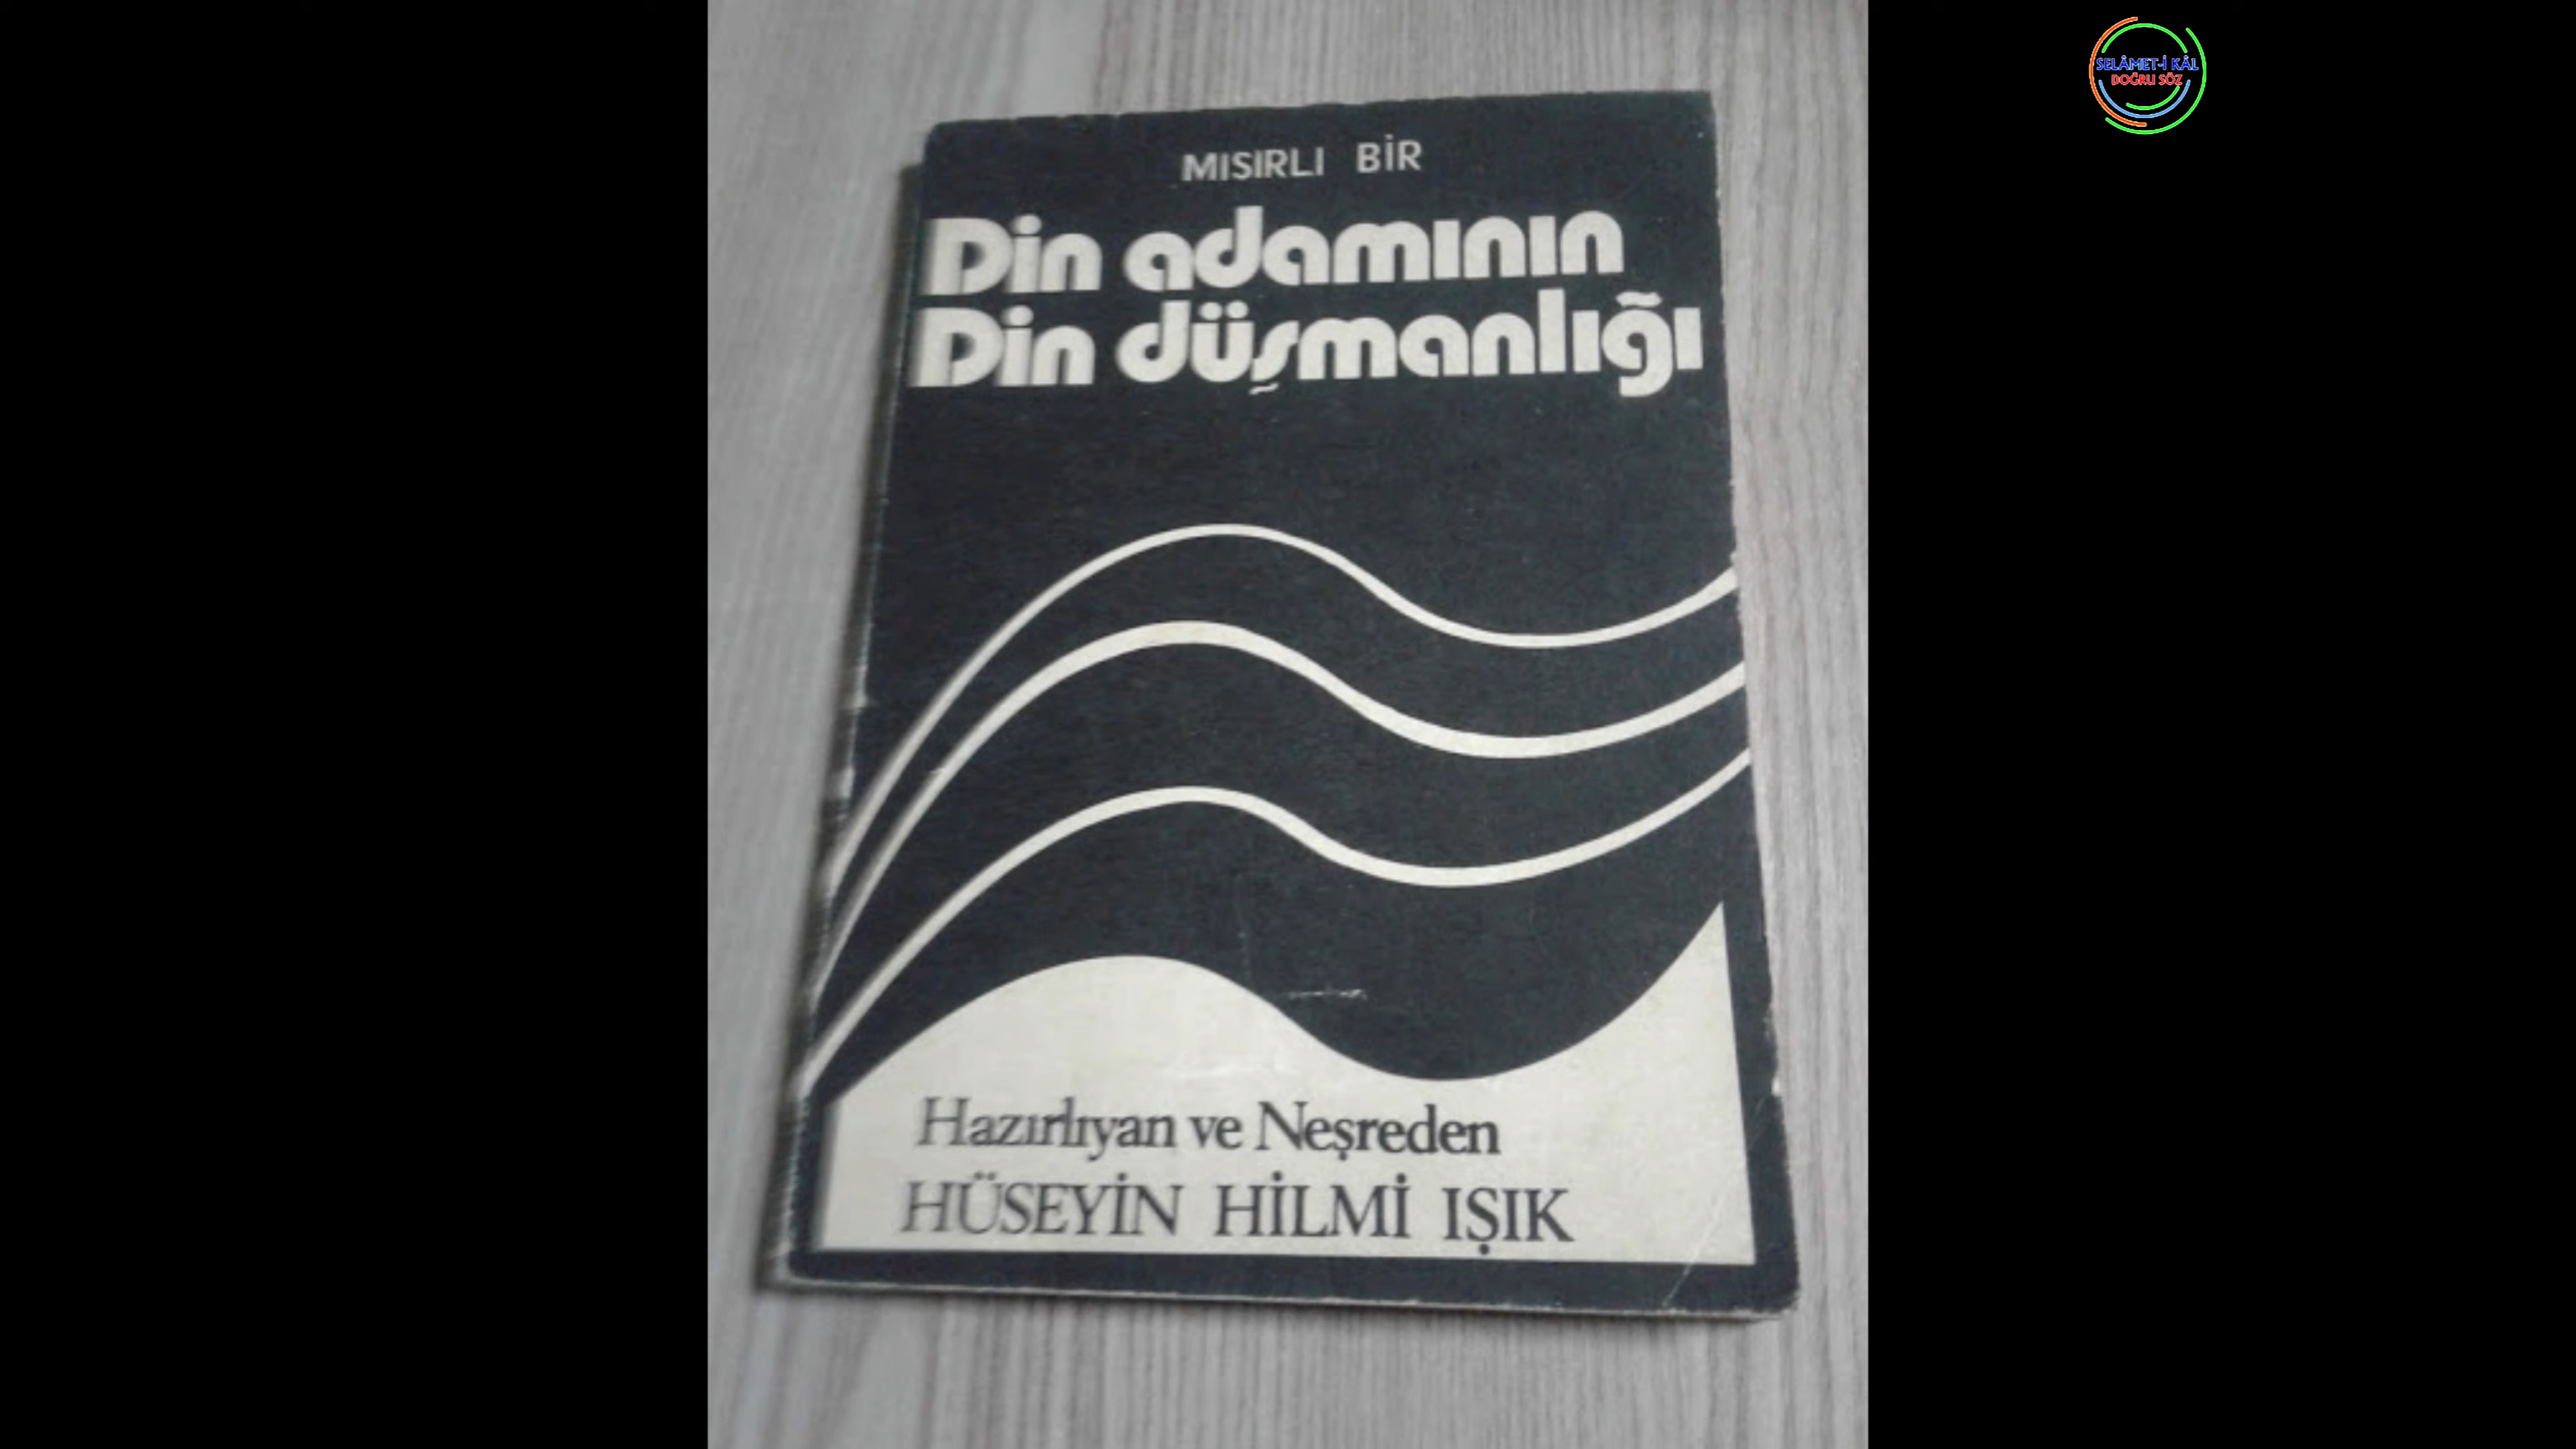 MISIRLI BİR
Din adamının
Din düşmanlığı
Hazırlıyan ve Neşreden
HÜSEYİN HİLMİ IŞIK
SELÂMET-İ KÂL
DOĞRU SÖZ